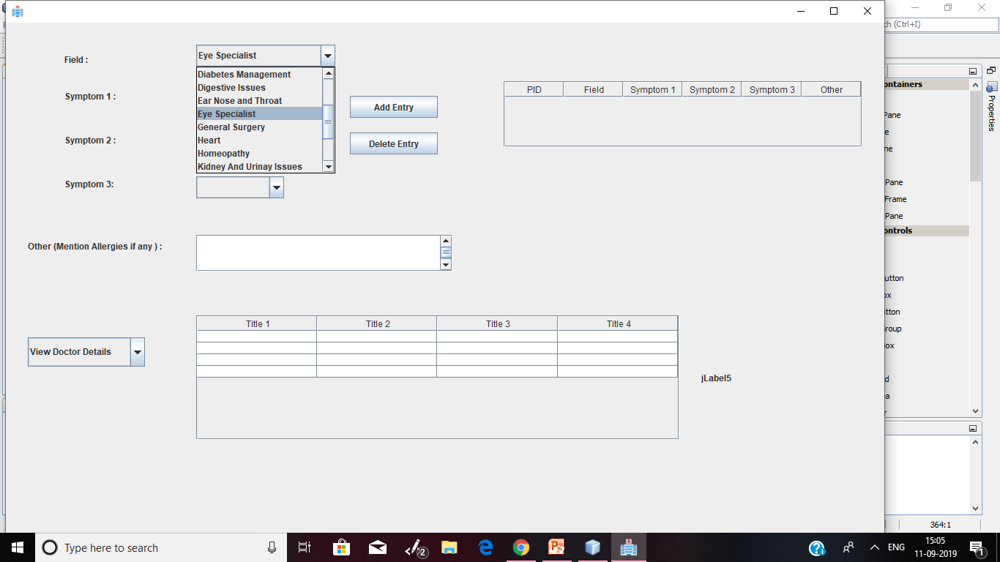 ch (Ctrl+I)
Field :
Eye Specialist
Diabetes Management
Digestive Issues
Ear Nose and Throat
Eye Specialist
General Surgery
Heart
Homeopathy
Kidney And Urinay Issues
Symptom 1 :
Symptom 2 :
Symptom 3:
Add Entry
Delete Entry
PID Field Symptom 1 Symptom 2 Symptom 3 Other
Other (Mention Allergies if any ) :
View Doctor Details
Title 1 Title 2 Title 3 Title 4
jLabel5
ontainers
Pane
e
ne
Pane
Frame
Pane
ontrols
utton
ox
tton
roup
ox
d
ea
r
Properties
364:1
Type here to search
2
ENG
15:05
11-09-2019
1